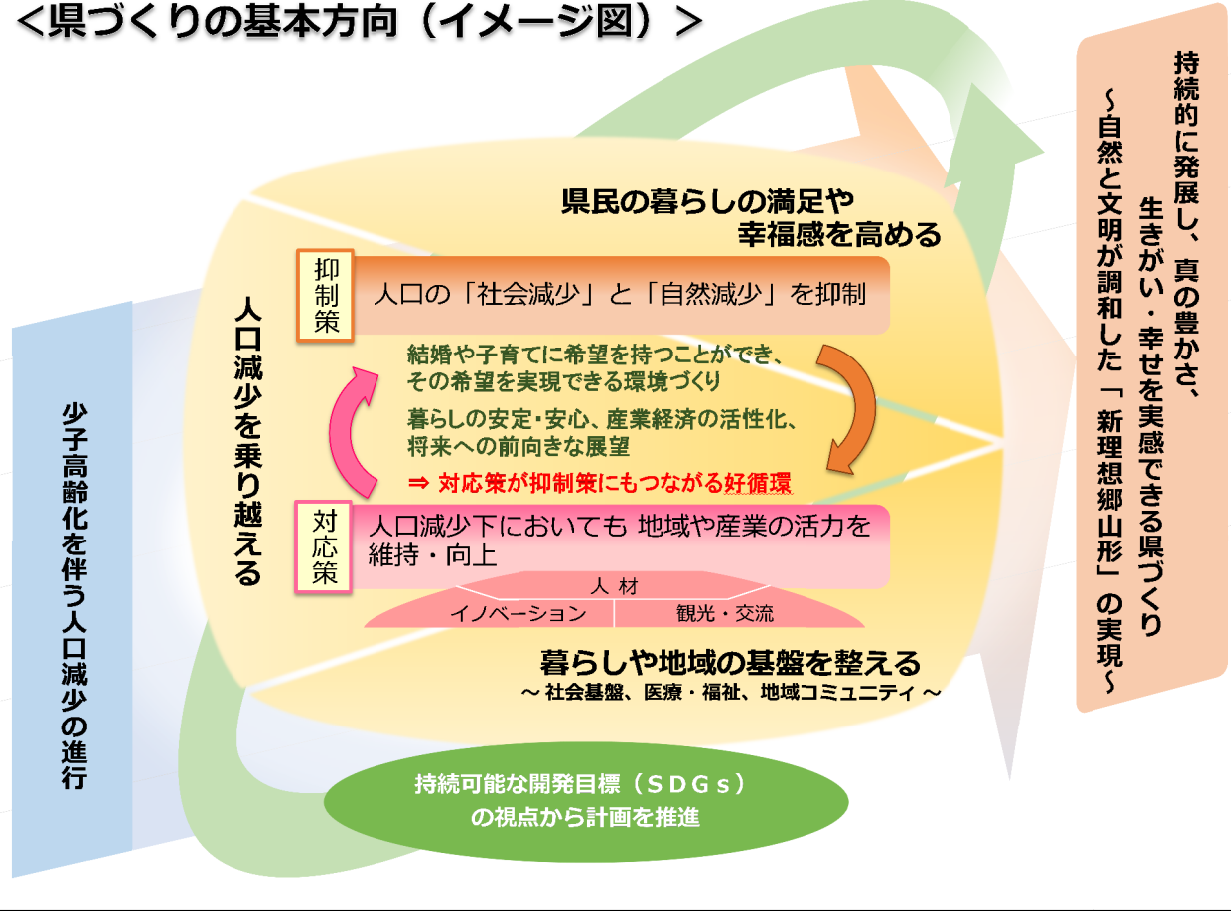 ＜県づくりの基本方向（イメージ図）＞
少子高齢化を伴う人口減少の進行
人口減少を乗り越える
県民の暮らしの満足や
幸福感を高める
抑制策
人口の「社会減少」と「自然減少」を抑制
結婚や子育てに希望を持つことができ、
その希望を実現できる環境づくり
暮らしの安定・安心、産業経済の活性化、
将来への前向きな展望
⇒ 対応策が抑制策にもつながる好循環
対応策
人口減少下においても 地域や産業の活力を
維持・向上
人 材
イノベーション
観光・交流
暮らしや地域の基盤を整える
～ 社会基盤、医療・福祉、地域コミュニティ ～
持続可能な開発目標（ＳＤＧｓ）
の視点から計画を推進
持続的に発展し、真の豊かさ、
生きがい・幸せを実感できる県づくり
～自然と文明が調和した「新理想郷山形」の実現～